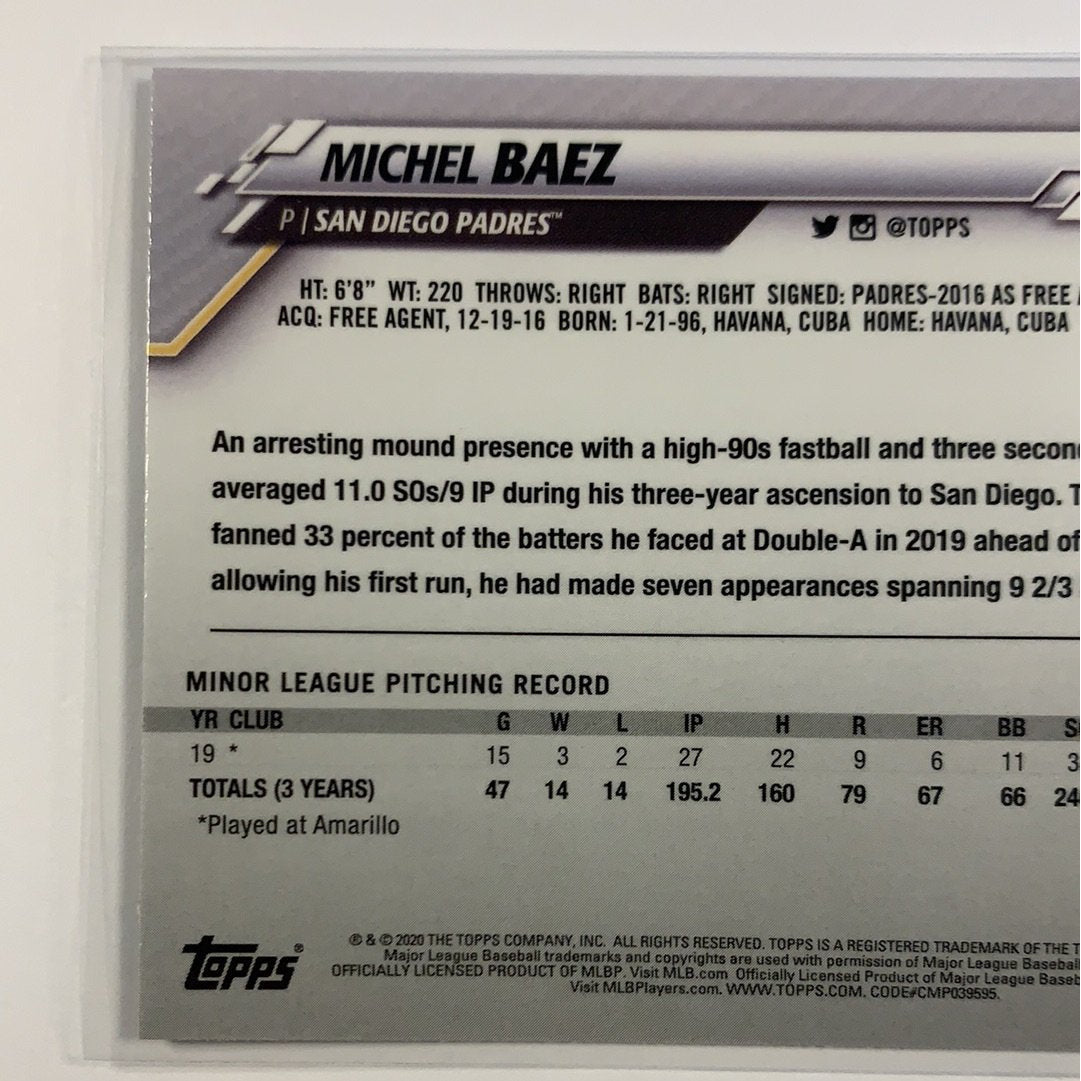 MICHEL BAEZ
P | SAN DIEGO PADRES™
@TOPPS
HT: 6'8" WT: 220 THROWS: RIGHT BATS: RIGHT SIGNED: PADRES-2016 AS FREE
ACQ: FREE AGENT, 12-19-16 BORN: 1-21-96, HAVANA, CUBA HOME: HAVANA, CUBA
An arresting mound presence with a high-90s fastball and three
averaged 11.0 SOs/9 IP during his three-year ascension to San Diego.
fanned 33 percent of the batters he faced at Double-A in 2019 ahead of
allowing his first run, he had made seven appearances spanning 9 2/3
MINOR LEAGUE PITCHING RECORD
YR CLUB G W L IP H R ER BB
19 * 15 3 2 27 22 9 6 11
TOTALS (3 YEARS) 47 14 14 195.2 160 79 67 66
*Played at Amarillo
Topps®
® & © 2020 THE TOPPS COMPANY, INC. ALL RIGHTS RESERVED. TOPPS IS A REGISTERED TRADEMARK OF THE
Major League Baseball trademarks and copyrights are used with permission of Major League Baseball
OFFICIALLY LICENSED PRODUCT OF MLBP. Visit MLB.com Officially Licensed Product of Major League
Visit MLBPlayers.com. WWW.TOPPS.COM. CODE#CMP039595.